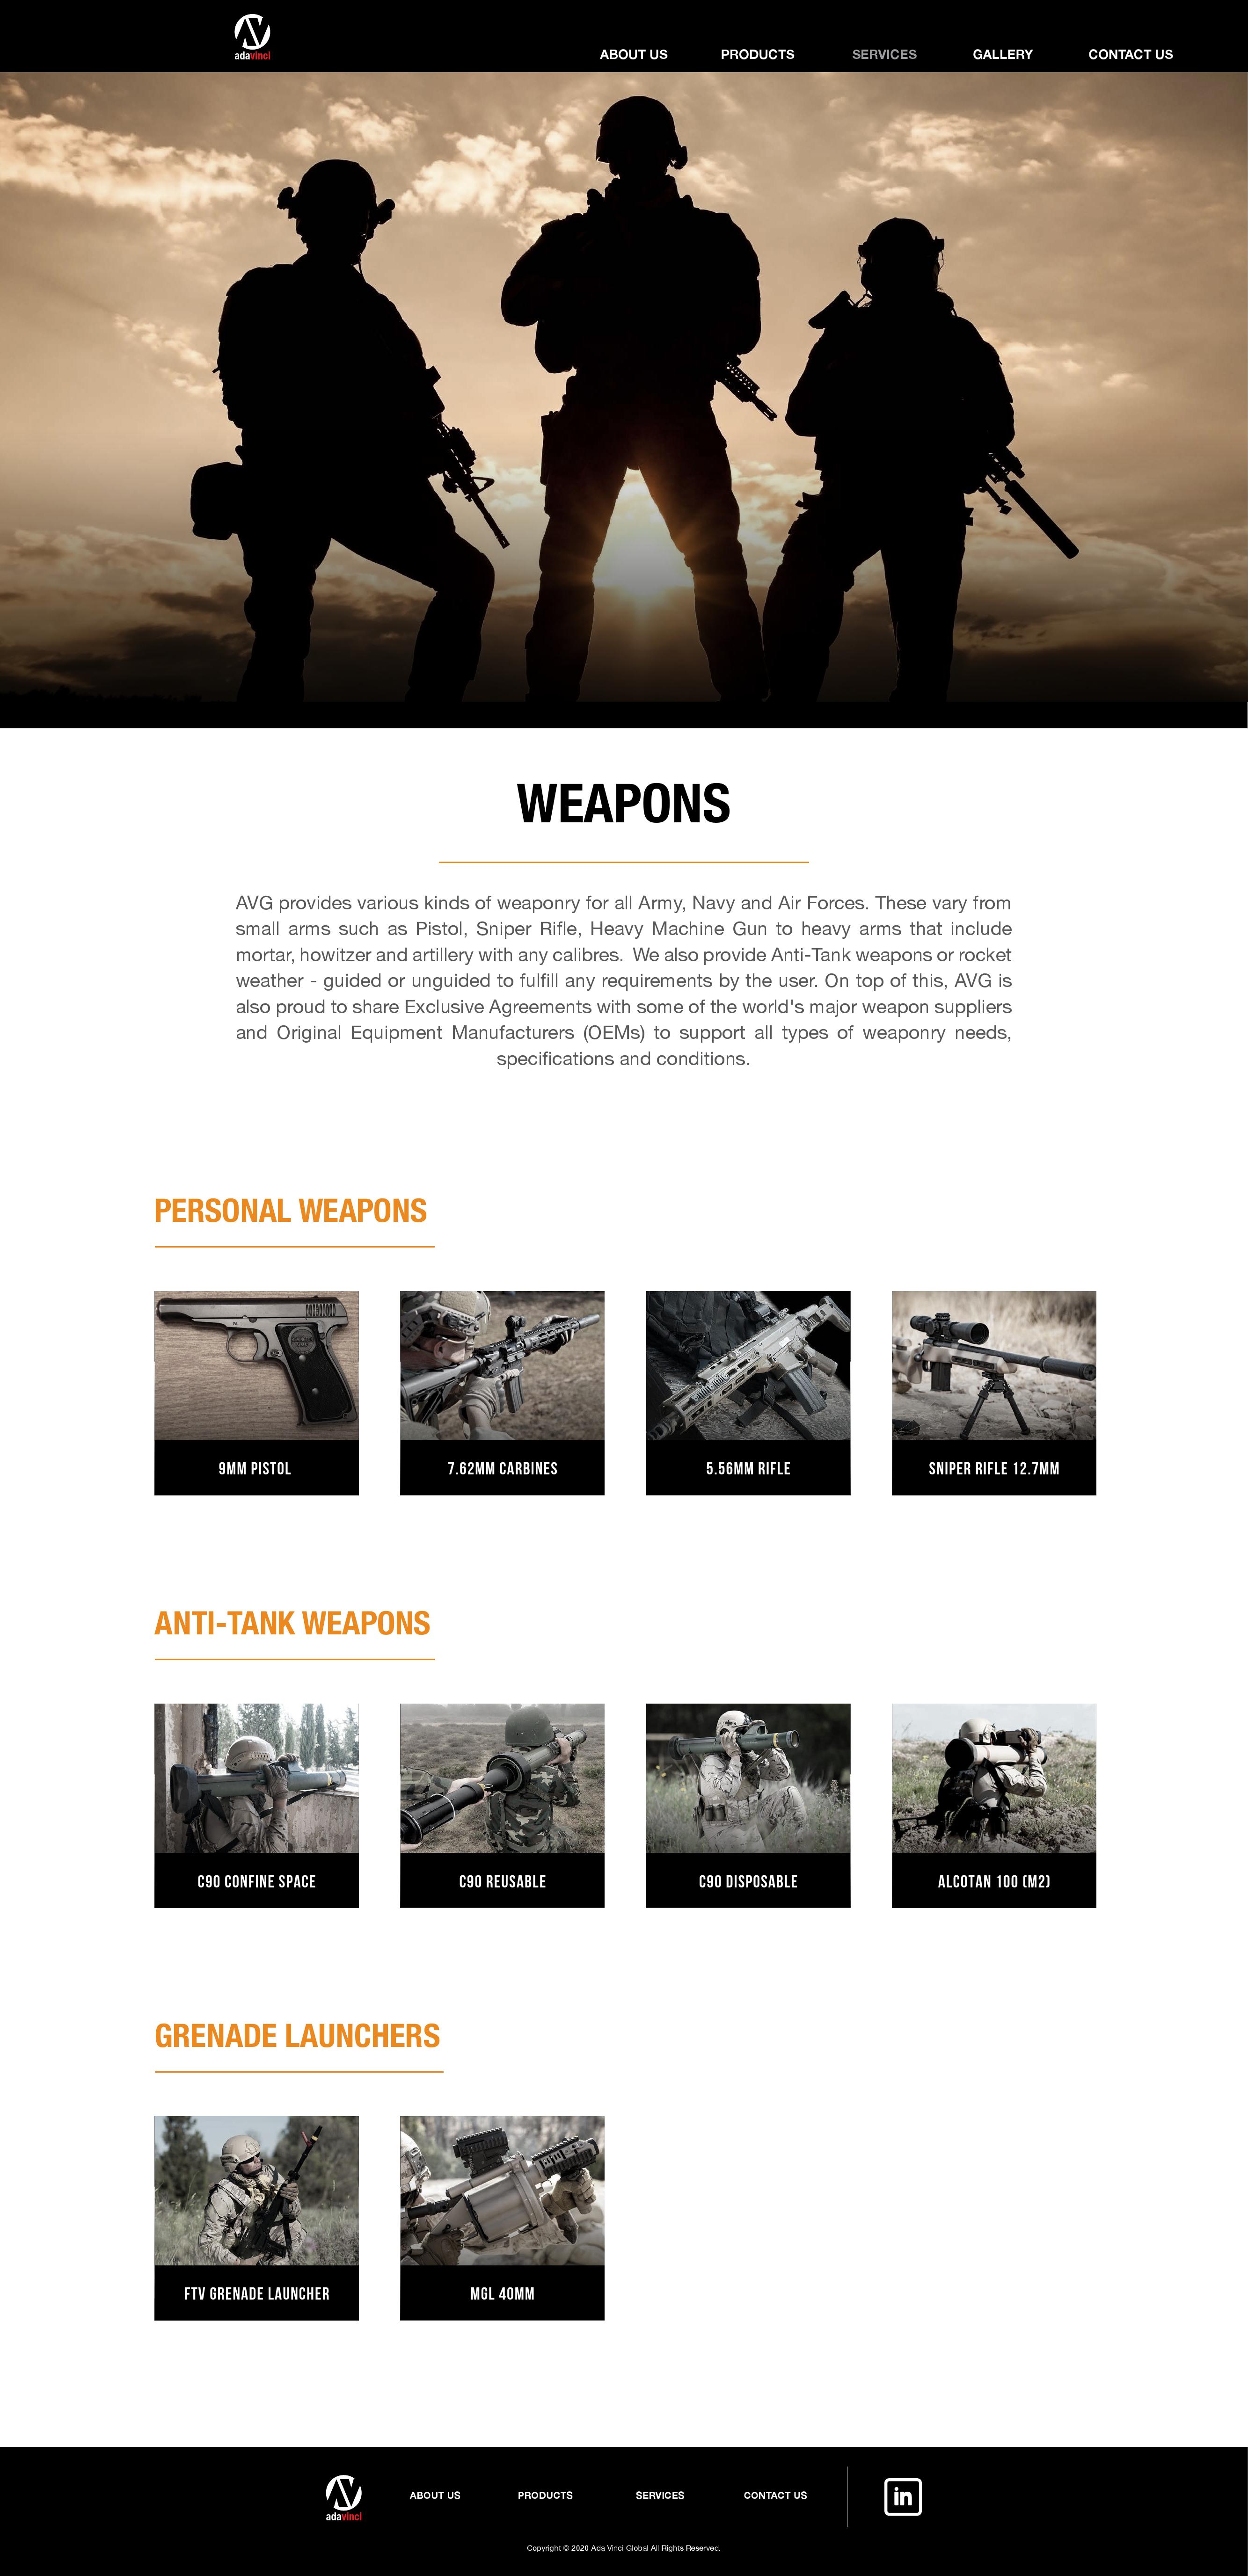 adavinci
ABOUT US PRODUCTS SERVICES GALLERY CONTACT US
WEAPONS
AVG provides various kinds of weaponry for all Army, Navy and Air Forces. These vary from
small arms such as Pistol, Sniper Rifle, Heavy Machine Gun to heavy arms that include
mortar, howitzer and artillery with any calibres. We also provide Anti-Tank weapons or rocket
weather - guided or unguided to fulfill any requirements by the user. On top of this, AVG is
also proud to share Exclusive Agreements with some of the world's major weapon suppliers
and Original Equipment Manufacturers (OEMs) to support all types of weaponry needs,
specifications and conditions.
PERSONAL WEAPONS
9MM PISTOL
7.62MM CARBINES
5.56MM RIFLE
SNIPER RIFLE 12.7MM
ANTI-TANK WEAPONS
C90 CONFINE SPACE
C90 REUSABLE
C90 DISPOSABLE
ALCOTAN 100 (M2)
GRENADE LAUNCHERS
FTV GRENADE LAUNCHER
MGL 40MM
adavinci
ABOUT US PRODUCTS SERVICES CONTACT US
in
Copyright © 2020 Ada Vinci Global All Rights Reserved.